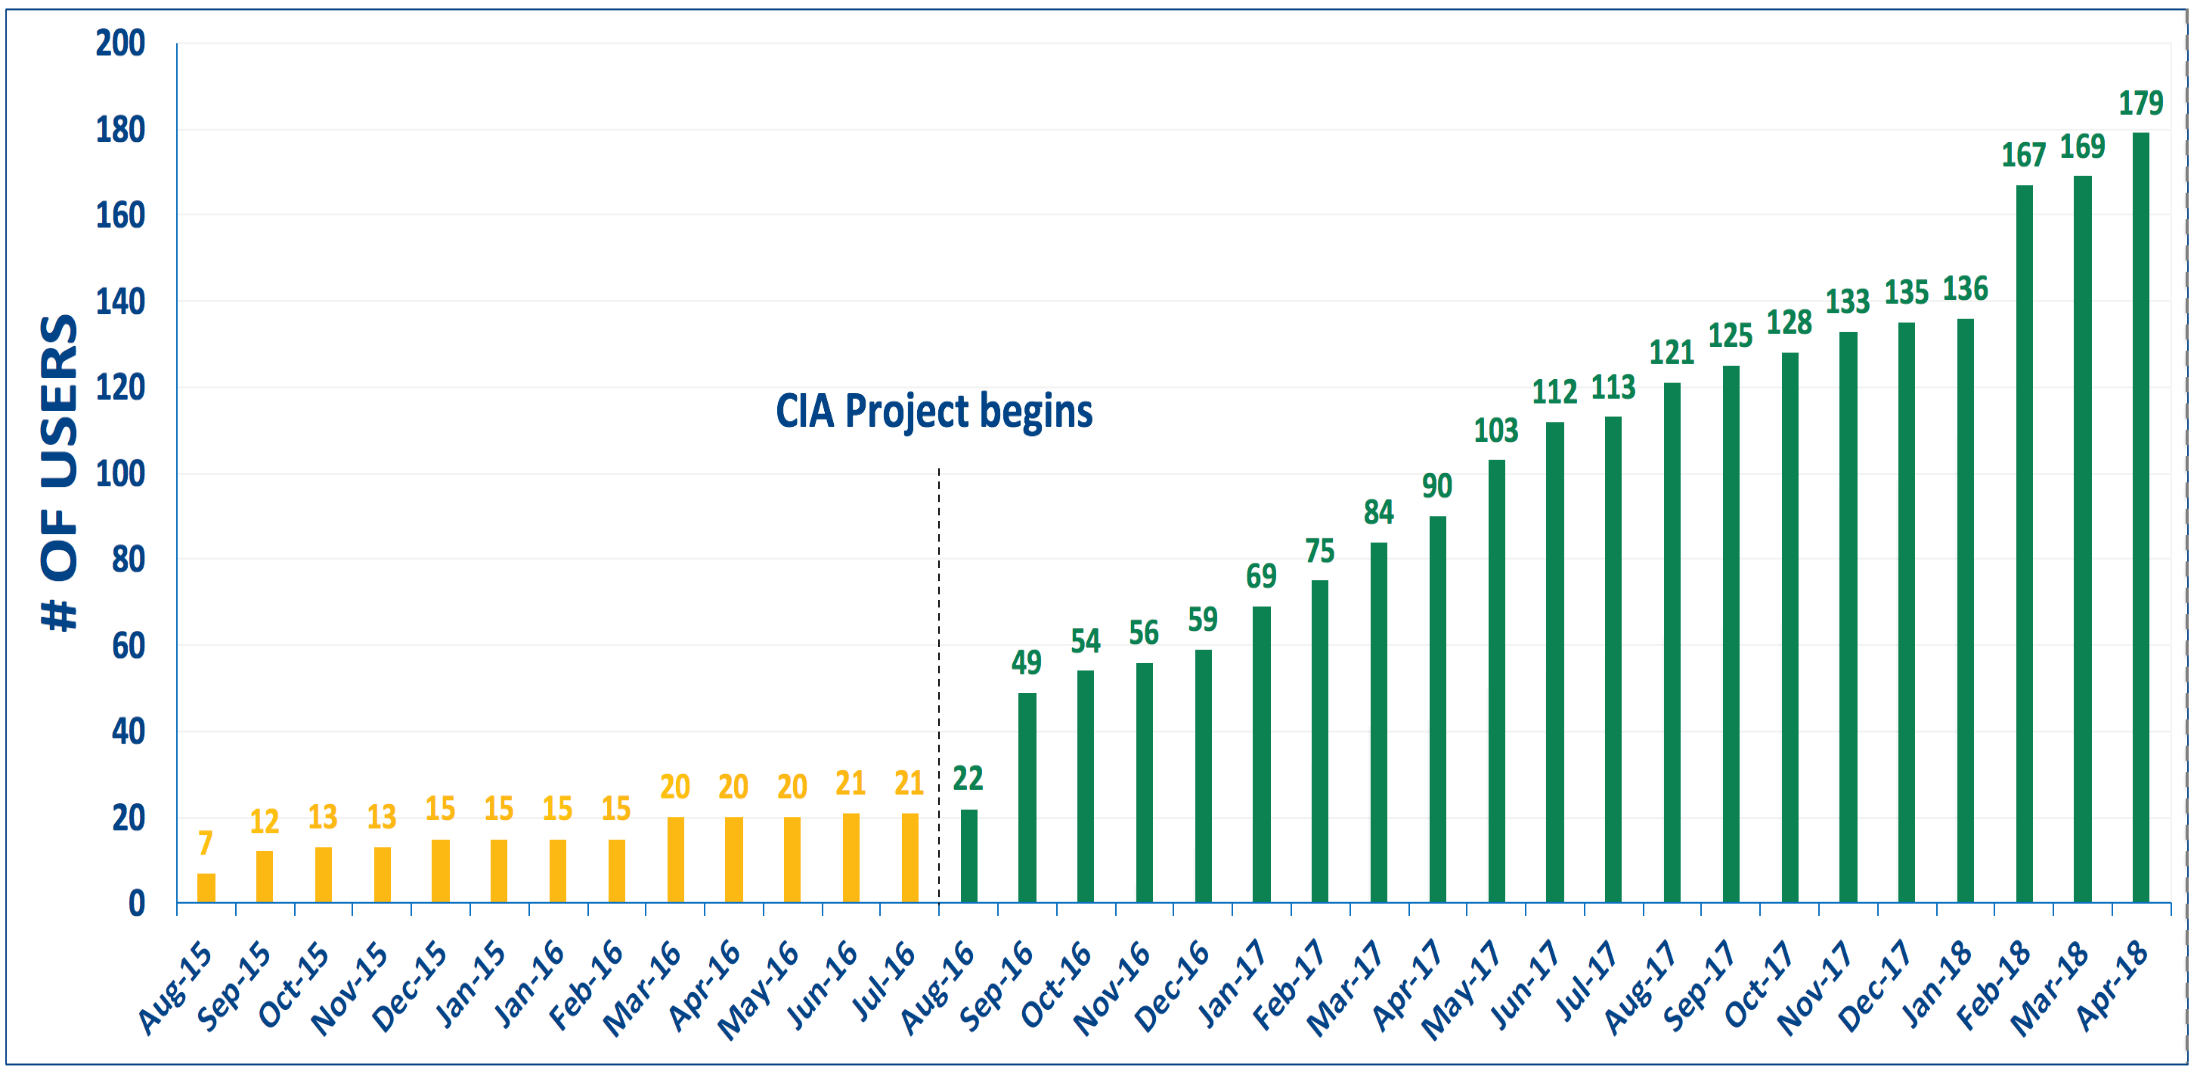 # OF USERS
200
180
160
140
120
100
80
60
40
20
0
CIA Project begins
7
12
13
13
15
15
15
15
20
20
20
21
21
22
49
54
56
59
69
75
84
90
103
112
113
121
125
128
133
135
136
167
169
179
Aug-15
Sep-15
Oct-15
Nov-15
Dec-15
Jan-15
Jan-16
Feb-16
Mar-16
Apr-16
May-16
Jun-16
Jul-16
Aug-16
Sep-16
Oct-16
Nov-16
Dec-16
Jan-17
Feb-17
Mar-17
Apr-17
May-17
Jun-17
Jul-17
Aug-17
Sep-17
Oct-17
Nov-17
Dec-17
Jan-18
Feb-18
Mar-18
Apr-18